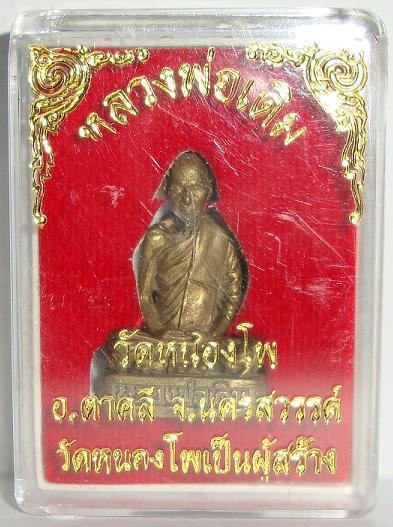 หลวงพ่อเดิม
วัดหนองโพ
อ.ตาคลี จ.นครสวรรค์
วัดหนองโพเป็นผู้สร้าง